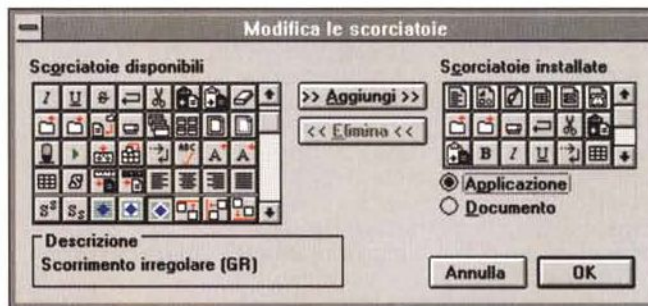 Modifica le scorciatoie
Scorciatoie disponibili
Scorciatoie installate
>> Aggiungi >>
<< Elimina <<
Applicazione
Documento
Descrizione
Scorrimento irregolare (GR)
Annulla
OK